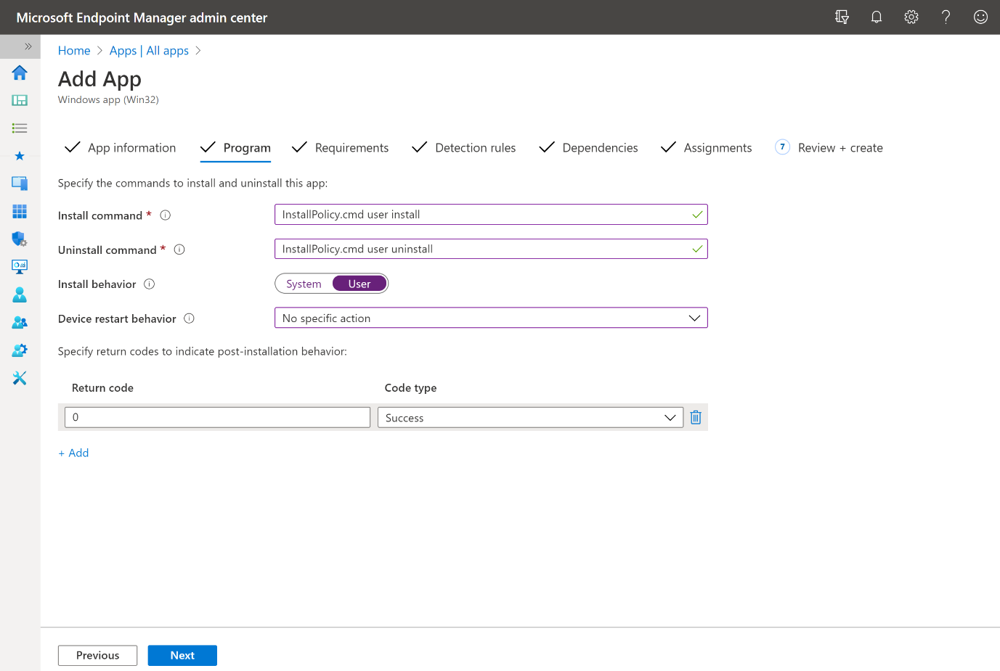 Microsoft Endpoint Manager admin center
Home > Apps | All apps >
Add App
Windows app (Win32)
App information Program Requirements Detection rules Dependencies Assignments 7 Review + create
Specify the commands to install and uninstall this app:
Install command * InstallPolicy.cmd user install
Uninstall command * InstallPolicy.cmd user uninstall
Install behavior System User
Device restart behavior No specific action
Specify return codes to indicate post-installation behavior:
Return code Code type
0 Success
+ Add
Previous Next